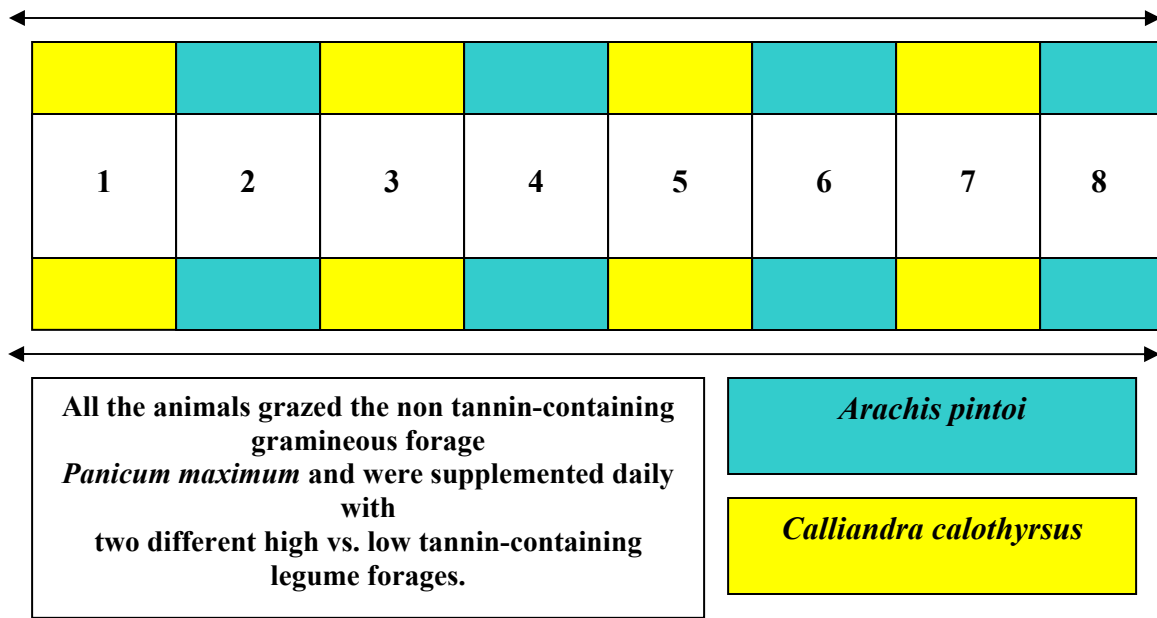 1 2 3 4 5 6 7 8
All the animals grazed the non tannin-containing
gramineous forage
Panicum maximum and were supplemented daily
with
two different high vs. low tannin-containing
legume forages.
Arachis pintoi
Calliandra calothyrsus